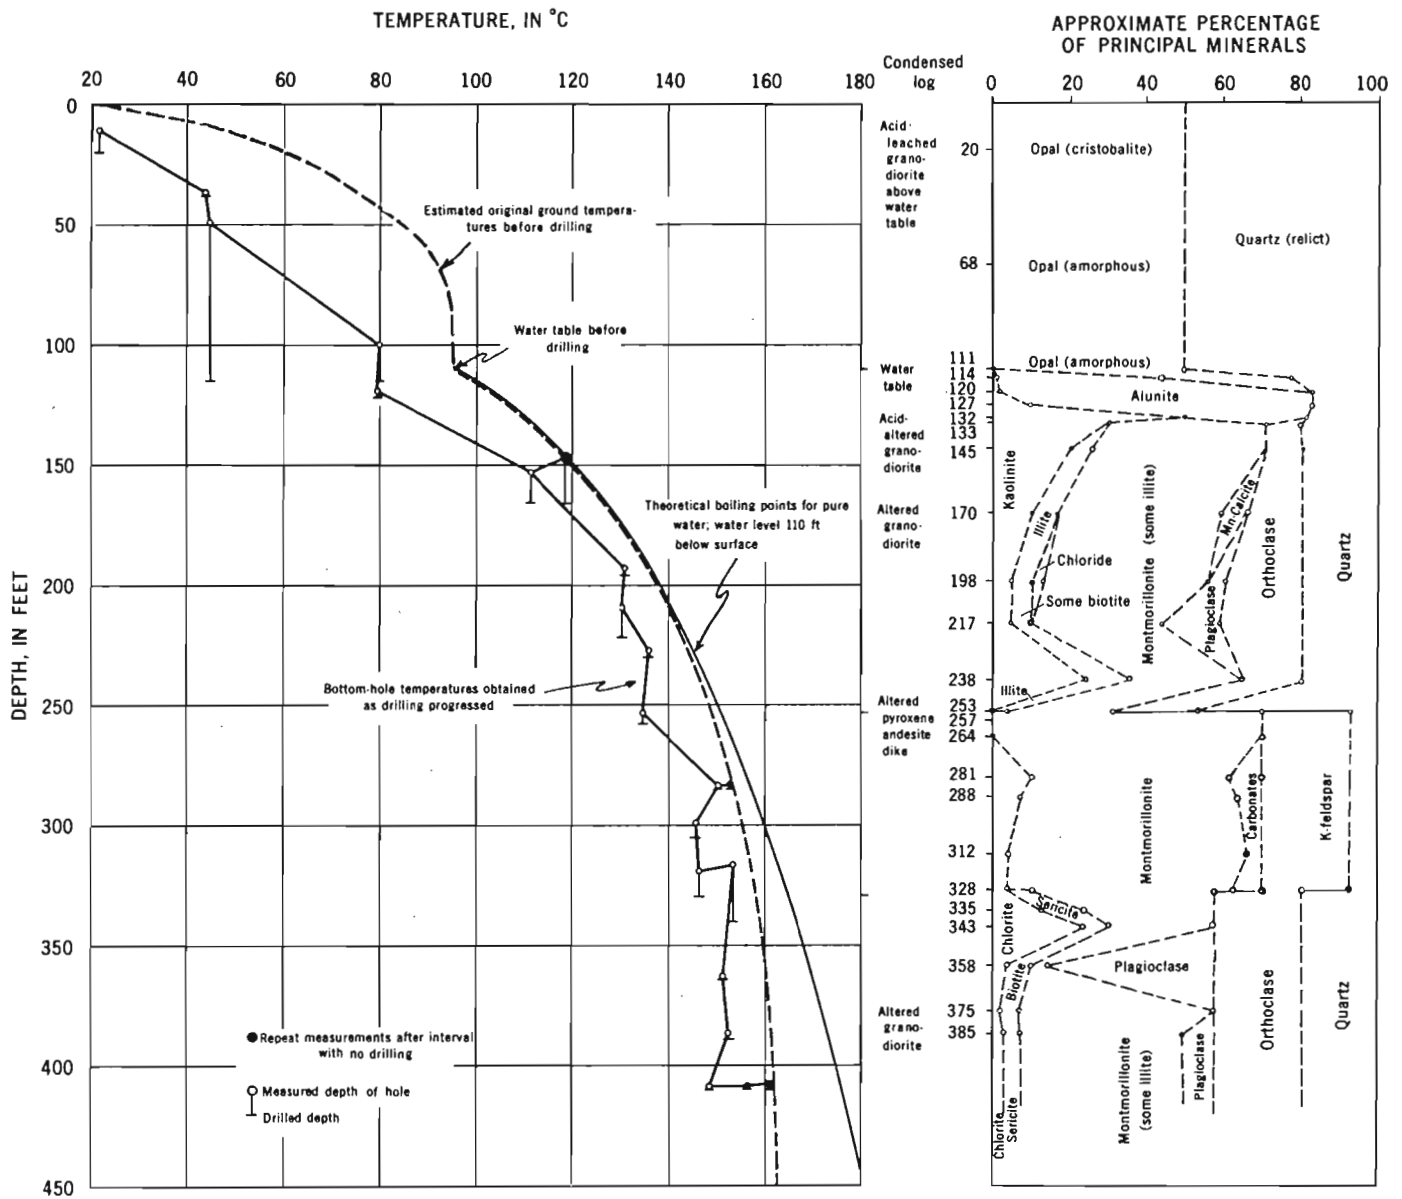 TEMPERATURE, IN °C
20 40 60 80 100 120 140 160 180
DEPTH, IN FEET
0
50
100
150
200
250
300
350
400
450
Estimated original ground tempera-
tures before drilling
Water table before
drilling
Theoretical boiling points for pure
water; water level 110 ft
below surface
Bottom-hole temperatures obtained
as drilling progressed
Repeat measurements after interval
with no drilling
Measured depth of hole
Drilled depth
Condensed
log
Acid-
leached
grano-
diorite
above
water
table
Water
table
Acid-
altered
grano-
diorite
Altered
grano-
diorite
Altered
pyroxene
andesite
dike
Altered
grano-
diorite
APPROXIMATE PERCENTAGE
OF PRINCIPAL MINERALS
0 20 40 60 80 100
20
68
111
114
120
127
132
133
145
170
198
217
238
253
257
264
281
288
312
328
335
343
358
375
385
Opal (cristobalite)
Quartz (relict)
Opal (amorphous)
Opal (amorphous)
Alunite
Kaolinite
Illite
Chloride
Some biotite
Montmorillonite (some illite)
Mn-Calcite
Plagioclase
Orthoclase
Quartz
Illite
Montmorillonite
Carbonates
K-feldspar
Sericite
Chlorite
Biotite
Plagioclase
Orthoclase
Quartz
Chlorite
Sericite
Montmorillonite
(some illite)
Plagioclase